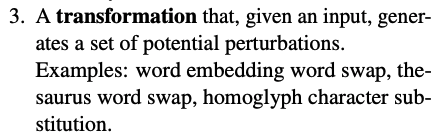 3. A transformation that, given an input, gener-
ates a set of potential perturbations.
Examples: word embedding word swap, the-
saurus word swap, homoglyph character sub-
stitution.